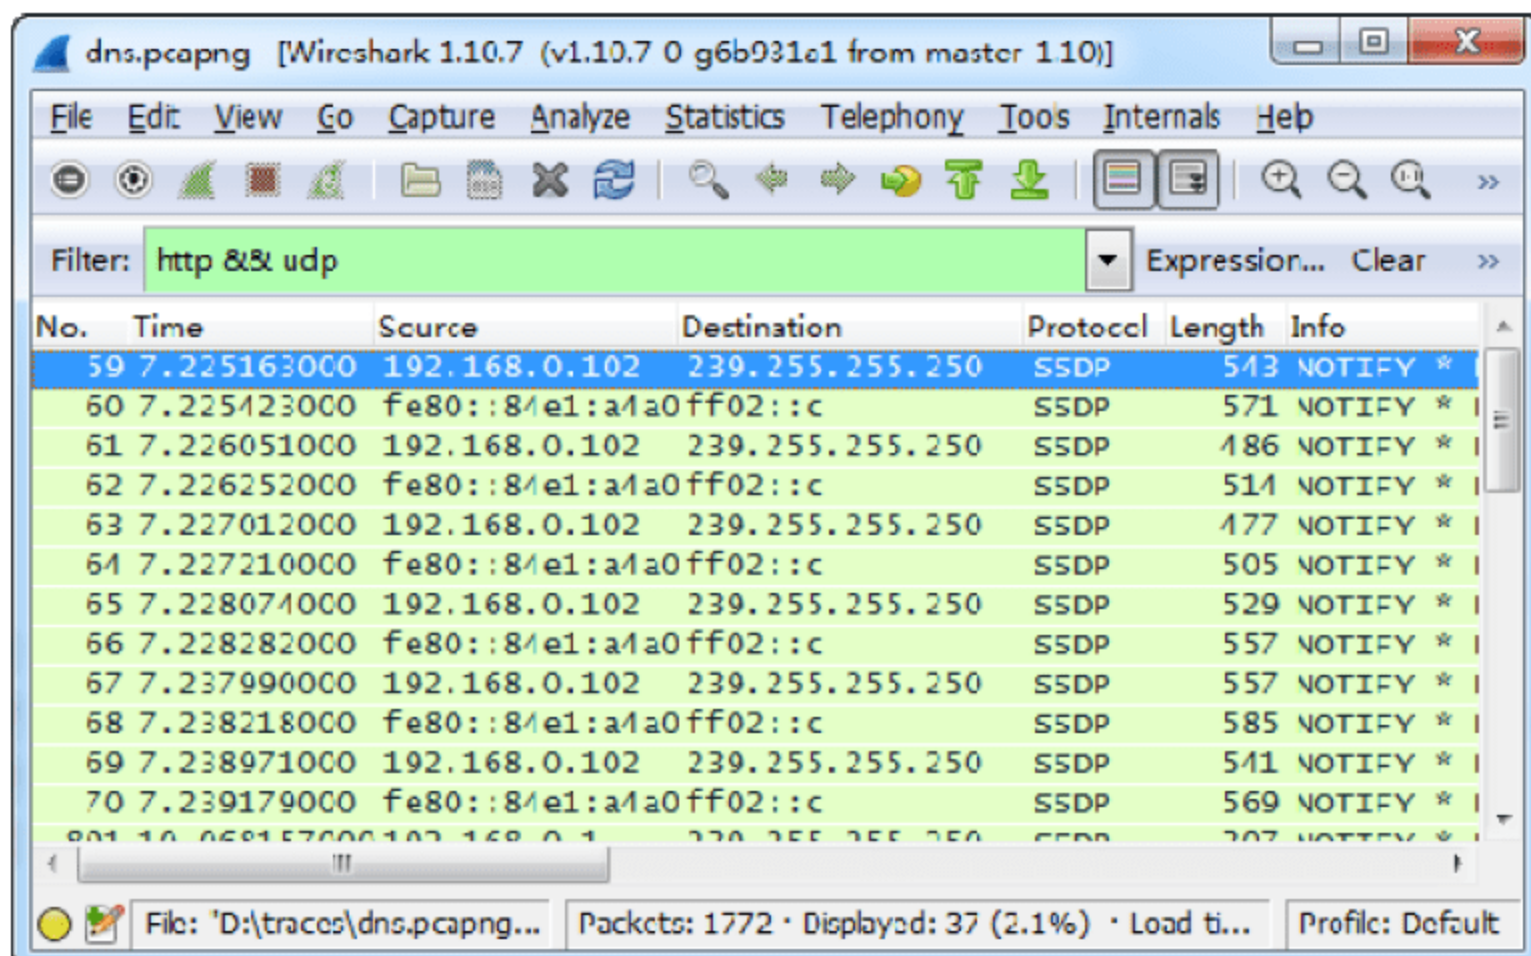 dns.pcapng [Wireshark 1.10.7 (v1.10.7 0 g6b931a1 from master 1.10)]
File Edit View Go Capture Analyze Statistics Telephony Tools Internals Help
Filter: http && udp Expression... Clear
No. Time Source Destination Protocol Length Info
59 7.225163000 192.168.0.102 239.255.255.250 SSDP 543 NOTIFY *
60 7.225423000 fe80::84e1:a4a0 ff02::c SSDP 571 NOTIFY *
61 7.226051000 192.168.0.102 239.255.255.250 SSDP 486 NOTIFY *
62 7.226252000 fe80::84e1:a4a0 ff02::c SSDP 514 NOTIFY *
63 7.227012000 192.168.0.102 239.255.255.250 SSDP 477 NOTIFY *
64 7.227210000 fe80::84e1:a4a0 ff02::c SSDP 505 NOTIFY *
65 7.228074000 192.168.0.102 239.255.255.250 SSDP 529 NOTIFY *
66 7.228282000 fe80::84e1:a4a0 ff02::c SSDP 557 NOTIFY *
67 7.237990000 192.168.0.102 239.255.255.250 SSDP 557 NOTIFY *
68 7.238218000 fe80::84e1:a4a0 ff02::c SSDP 585 NOTIFY *
69 7.238971000 192.168.0.102 239.255.255.250 SSDP 541 NOTIFY *
70 7.239179000 fe80::84e1:a4a0 ff02::c SSDP 569 NOTIFY *
192.168.0.1 239.255.255.250 SSDP NOTIFY *
File: "D:\traces\dns.pcapng... Packets: 1772 · Displayed: 37 (2.1%) · Load ti... Profile: Default